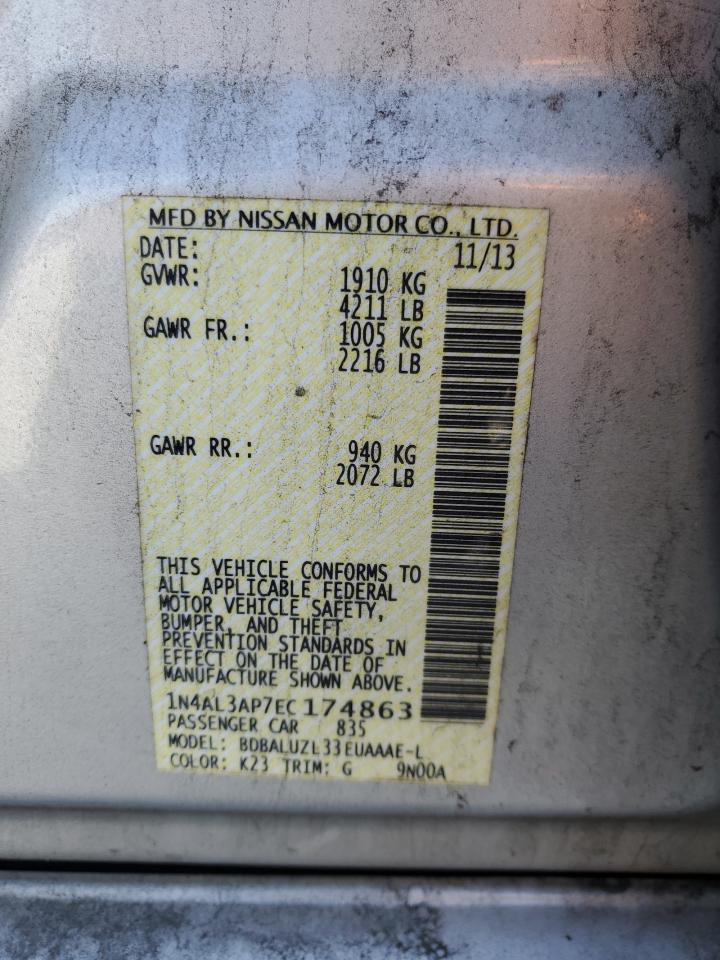 MFD BY NISSAN MOTOR CO., LTD.
DATE: 11/13
GVWR: 1910 KG
4211 LB
GAWR FR.: 1005 KG
2216 LB
GAWR RR.: 940 KG
2072 LB
THIS VEHICLE CONFORMS TO
ALL APPLICABLE FEDERAL
MOTOR VEHICLE SAFETY,
BUMPER, AND THEFT
PREVENTION STANDARDS IN
EFFECT ON THE DATE OF
MANUFACTURE SHOWN ABOVE.
1N4AL3AP7EC174863
PASSENGER CAR 835
MODEL: BDBALUZL33EUAAAE-L
COLOR: K23 TRIM: G 9N00A